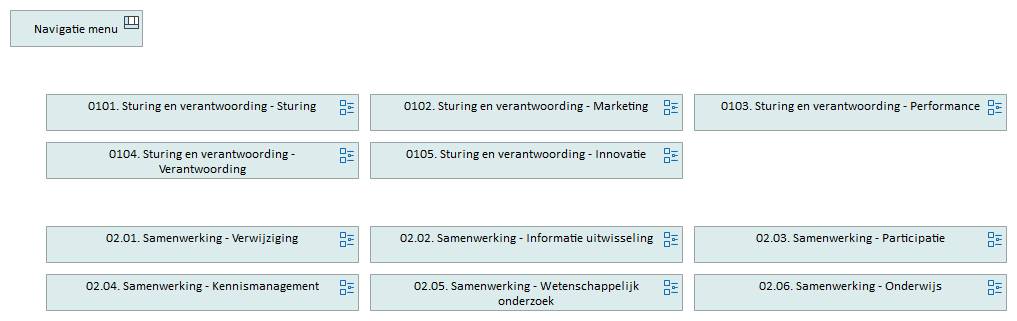 Navigatie menu
0101. Sturing en verantwoording - Sturing
0102. Sturing en verantwoording - Marketing
0103. Sturing en verantwoording - Performance
0104. Sturing en verantwoording -
Verantwoording
0105. Sturing en verantwoording - Innovatie
02.01. Samenwerking - Verwijziging
02.02. Samenwerking - Informatie uitwisseling
02.03. Samenwerking - Participatie
02.04. Samenwerking - Kennismanagement
02.05. Samenwerking - Wetenschappelijk
onderzoek
02.06. Samenwerking - Onderwijs